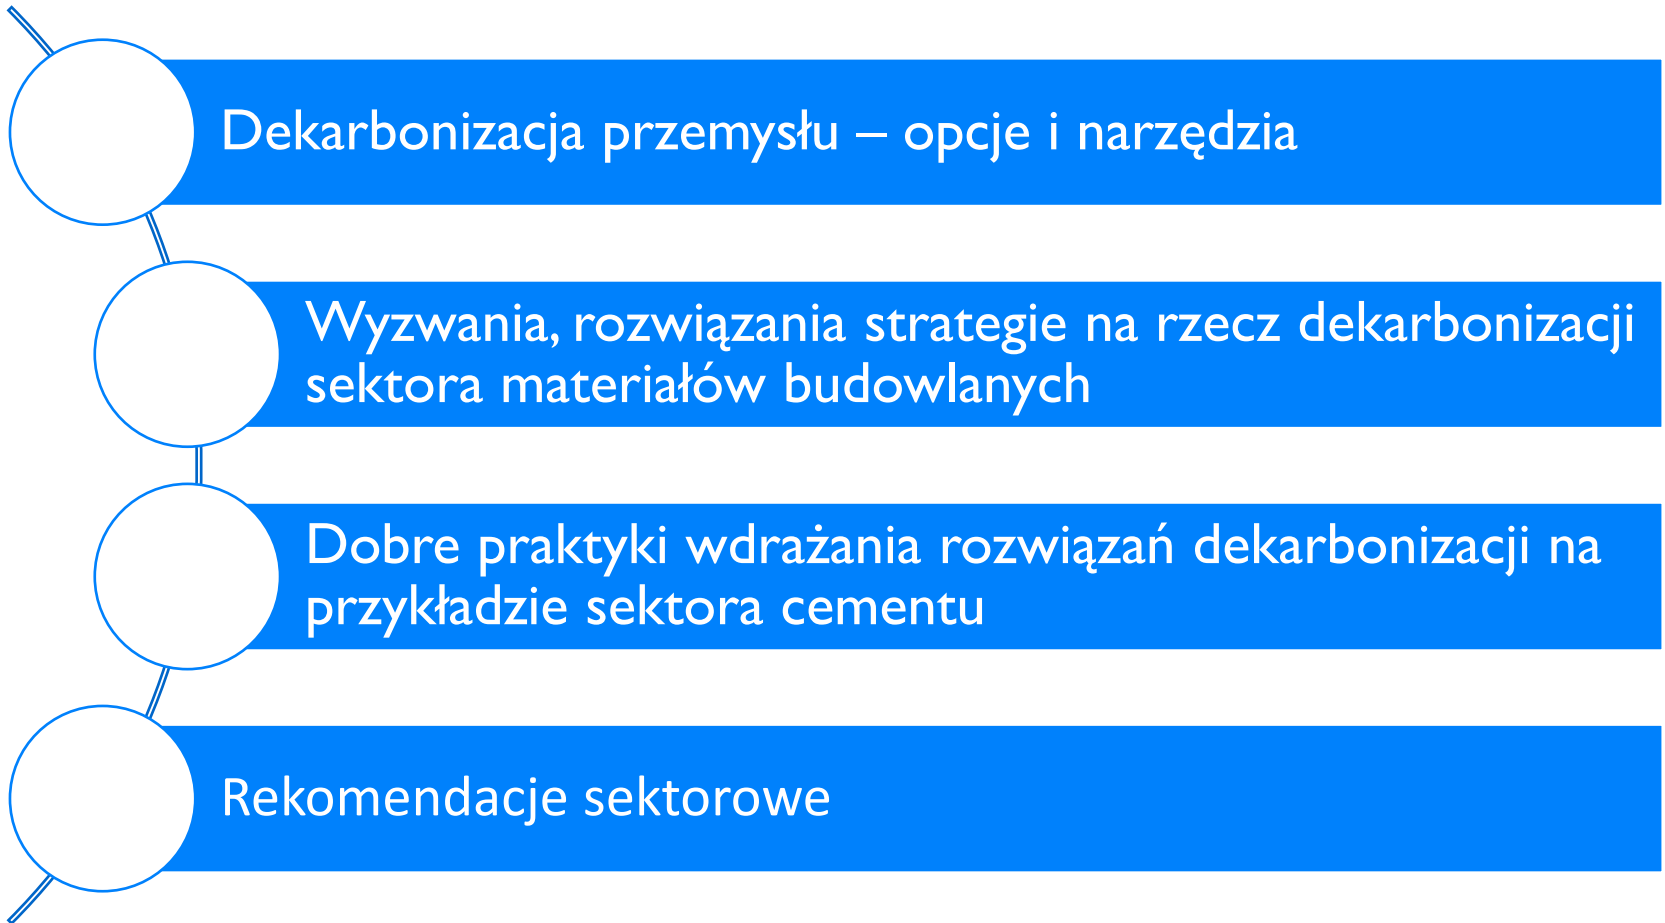 Dekarbonizacja przemysłu – opcje i narzędzia
Wyzwania, rozwiązania strategie na rzecz dekarbonizacji
sektora materiałów budowlanych
Dobre praktyki wdrażania rozwiązań dekarbonizacji na
przykładzie sektora cementu
Rekomendacje sektorowe